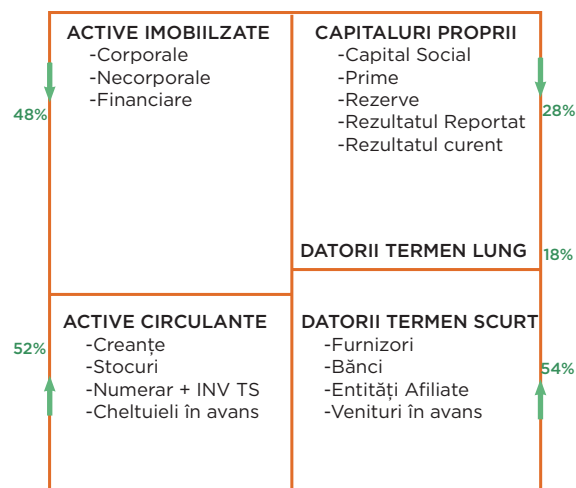 ACTIVE IMOBIILZATE
-Corporale
-Necorporale
-Financiare
48%
CAPITALURI PROPRII
-Capital Social
-Prime
-Rezerve
-Rezultatul Reportat
-Rezultatul curent
28%
DATORII TERMEN LUNG
18%
ACTIVE CIRCULANTE
-Creanțe
-Stocuri
-Numerar + INV TS
-Cheltuieli în avans
52%
DATORII TERMEN SCURT
-Furnizori
-Bănci
-Entități Afiliate
-Venituri în avans
54%